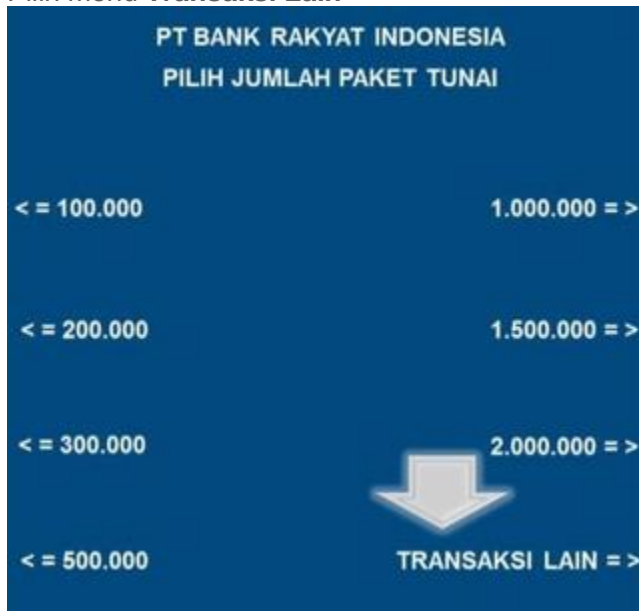 PT BANK RAKYAT INDONESIA
PILIH JUMLAH PAKET TUNAI
< = 100.000 1.000.000 = >
< = 200.000 1.500.000 = >
< = 300.000 2.000.000 = >
< = 500.000 TRANSAKSI LAIN = >